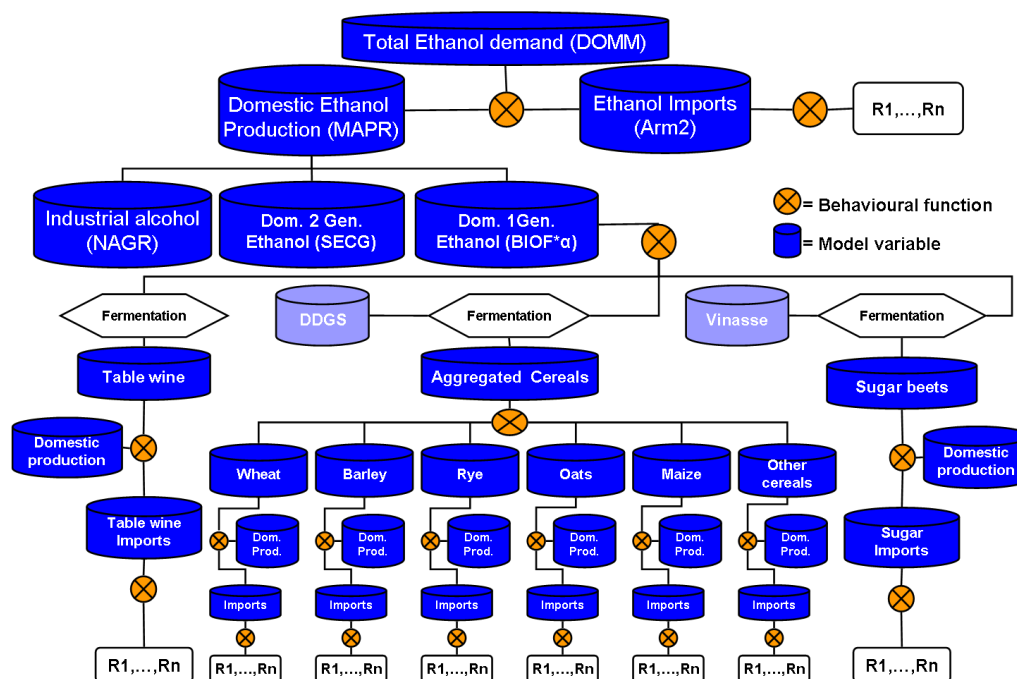 Total Ethanol demand (DOMM)
Domestic Ethanol
Production (MAPR)
Ethanol Imports
(Arm2)
R1,...,Rn
Industrial alcohol
(NAGR)
Dom. 2 Gen.
Ethanol (SECG)
Dom. 1Gen.
Ethanol (BIOF*α)
= Behavioural function
= Model variable
Fermentation
DDGS
Fermentation
Vinasse
Fermentation
Table wine
Aggregated Cereals
Sugar beets
Domestic
production
Wheat
Barley
Rye
Oats
Maize
Other
cereals
Domestic
production
Table wine
Imports
Dom.
Prod.
Dom.
Prod.
Dom.
Prod.
Dom.
Prod.
Dom.
Prod.
Dom.
Prod.
Sugar
Imports
Imports
Imports
Imports
Imports
Imports
Imports
R1,...,Rn
R1,...,Rn
R1,...,Rn
R1,...,Rn
R1,...,Rn
R1,...,Rn
R1,...,Rn
R1,...,Rn